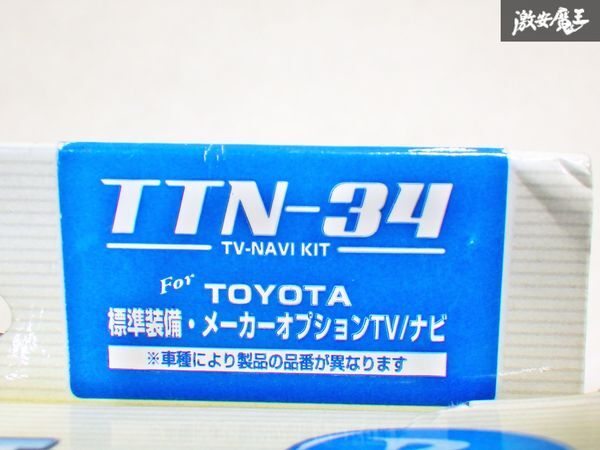 激安魔王
TTN-34
TV-NAVI KIT
For TOYOTA
標準装備・メーカーオプションTV/ナビ
※車種により製品の品番が異なります